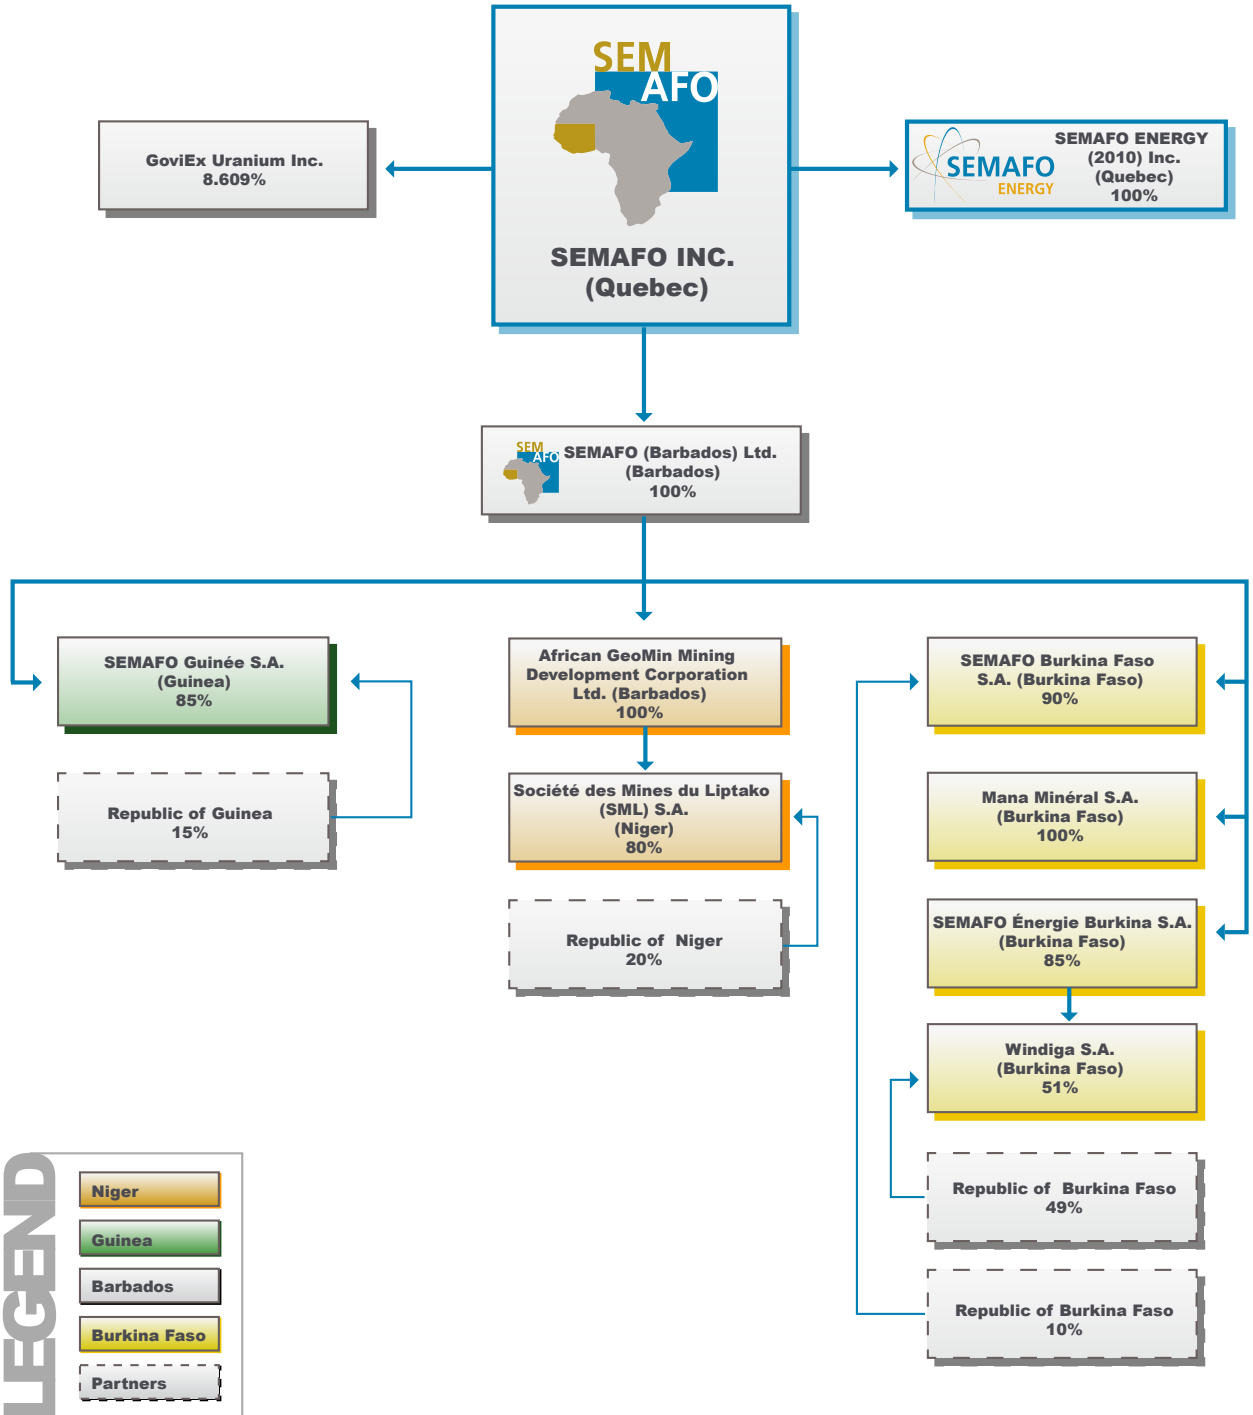 SEM
AFO
SEMAFO INC.
(Quebec)
GoviEx Uranium Inc.
8.609%
SEMAFO
ENERGY
SEMAFO ENERGY
(2010) Inc.
(Quebec)
100%
SEM
AFO
SEMAFO (Barbados) Ltd.
(Barbados)
100%
SEMAFO Guinée S.A.
(Guinea)
85%
Republic of Guinea
15%
African GeoMin Mining
Development Corporation
Ltd. (Barbados)
100%
Société des Mines du Liptako
(SML) S.A.
(Niger)
80%
Republic of Niger
20%
SEMAFO Burkina Faso
S.A. (Burkina Faso)
90%
Mana Minéral S.A.
(Burkina Faso)
100%
SEMAFO Énergie Burkina S.A.
(Burkina Faso)
85%
Windiga S.A.
(Burkina Faso)
51%
Republic of Burkina Faso
49%
Republic of Burkina Faso
10%
LEGEND
Niger
Guinea
Barbados
Burkina Faso
Partners